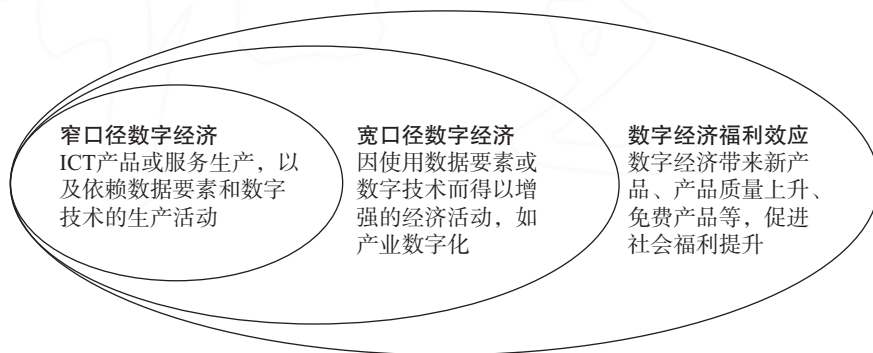 窄口径数字经济
ICT产品或服务生产，以
及依赖数据要素和数字
技术的生产活动
宽口径数字经济
因使用数据要素或
数字技术而得以增
强的经济活动，如
产业数字化
数字经济福利效应
数字经济带来新产
品、产品质量上升、
免费产品等，促进
社会福利提升